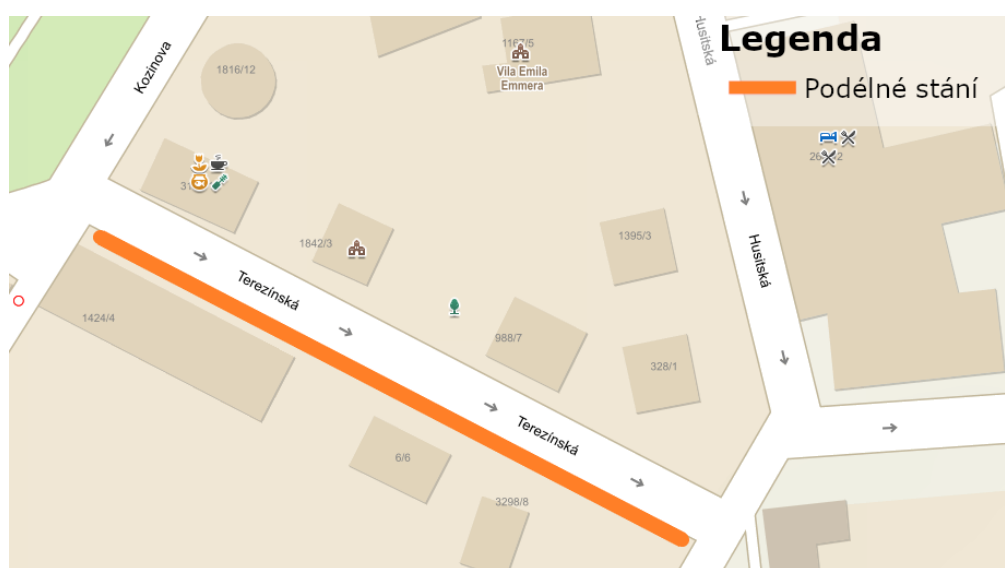 Husitská
Legenda
Podélné stání
Kozinova
1816/12
1167/5
Vila Emila
Emmera
1842/3
1395/3
Husitská
Terezínská
1424/4
988/7
328/1
Terezínská
6/6
3298/8